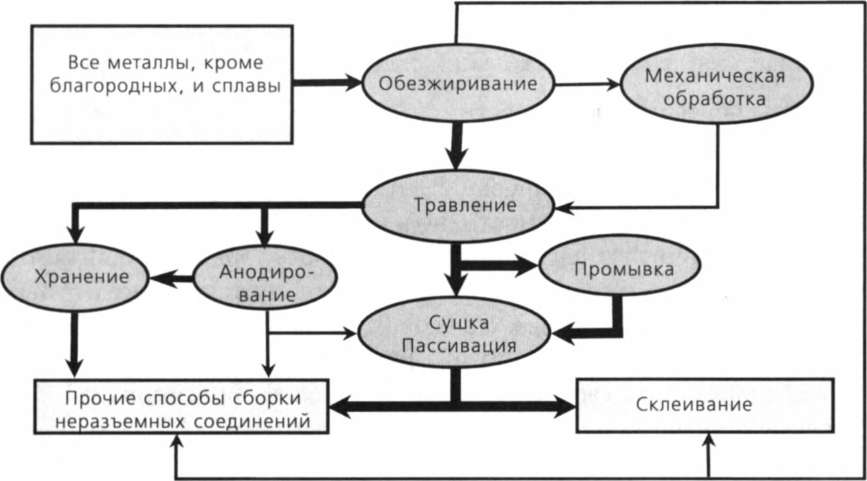 Все металлы, кроме
благородных, и сплавы
Обезжиривание
Механическая
обработка
Травление
Хранение
Анодиро-
вание
Промывка
Сушка
Пассивация
Прочие способы сборки
неразъемных соединений
Склеивание